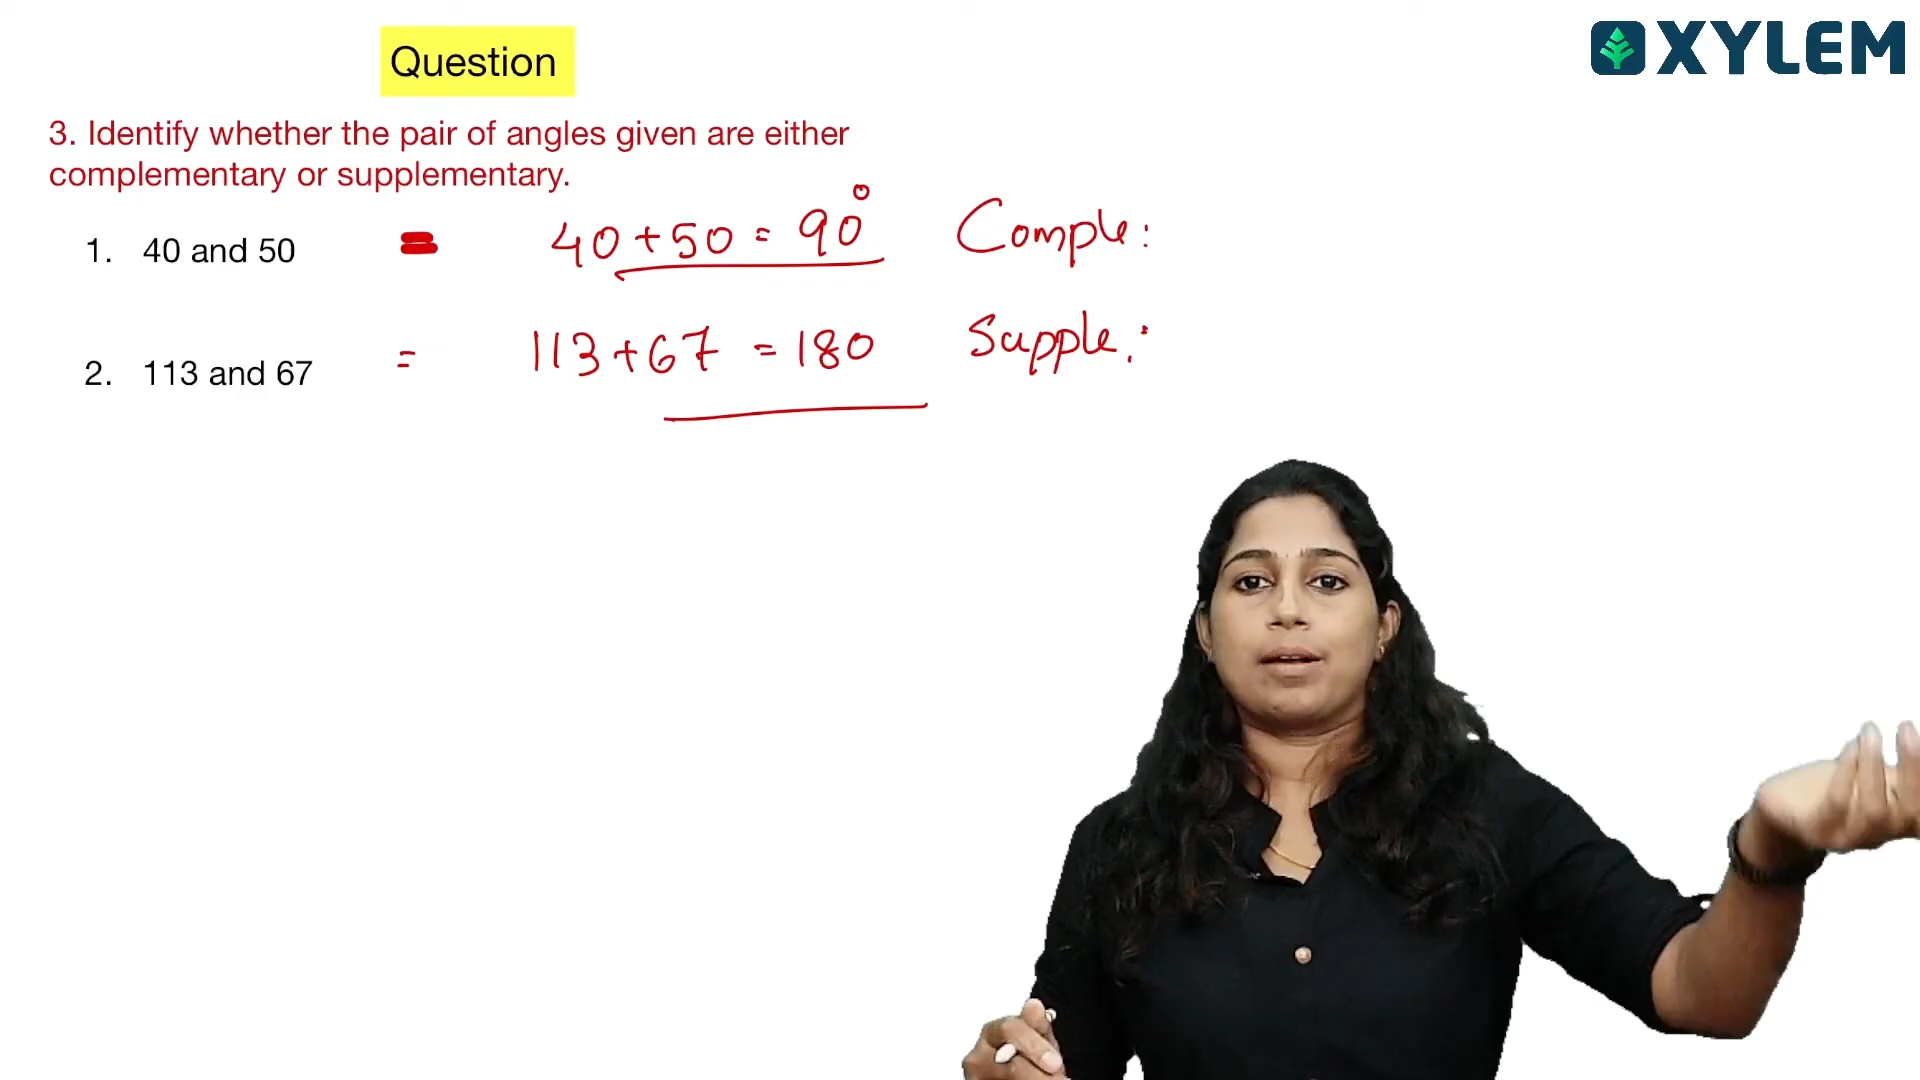 XYLEM
Question
3. Identify whether the pair of angles given are either
complementary or supplementary.
1. 40 and 50 = 40+50 = 90° Comple:
2. 113 and 67 = 113+67 = 180 Supple: